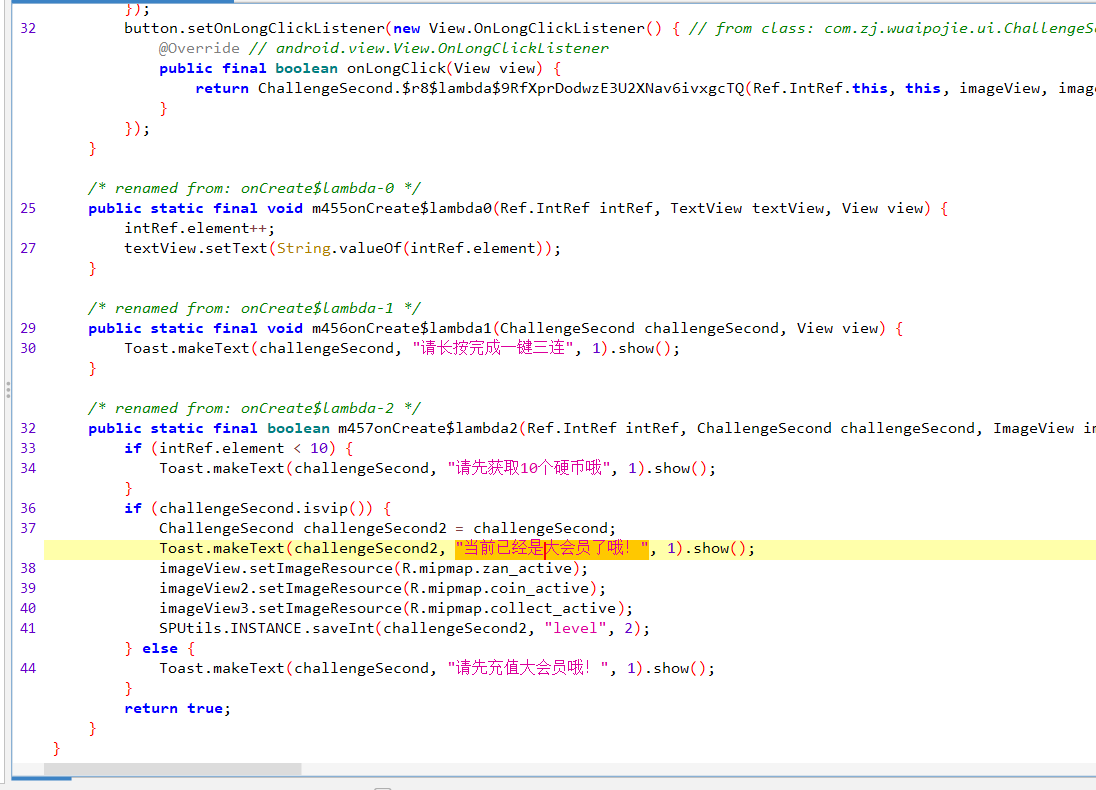 });
32 button.setOnLongClickListener(new View.OnLongClickListener() { // from class: com.zj.wuaipojie.ui.ChallengeS
@Override // android.view.View.OnLongClickListener
public final boolean onLongClick(View view) {
return ChallengeSecond.$r8$lambda$9RfXprDodwzE3U2XNav6ivxgcTQ(Ref.IntRef.this, this, imageView, imag
}
});
}
/* renamed from: onCreate$lambda-0 */
25 public static final void m455onCreate$lambda0(Ref.IntRef intRef, TextView textView, View view) {
intRef.element++;
27 textView.setText(String.valueOf(intRef.element));
}
/* renamed from: onCreate$lambda-1 */
29 public static final void m456onCreate$lambda1(ChallengeSecond challengeSecond, View view) {
30 Toast.makeText(challengeSecond, "请长按完成一键三连", 1).show();
}
/* renamed from: onCreate$lambda-2 */
32 public static final boolean m457onCreate$lambda2(Ref.IntRef intRef, ChallengeSecond challengeSecond, ImageView im
33 if (intRef.element < 10) {
34 Toast.makeText(challengeSecond, "请先获取10个硬币哦", 1).show();
}
36 if (challengeSecond.isvip()) {
37 ChallengeSecond challengeSecond2 = challengeSecond;
Toast.makeText(challengeSecond2, "当前已经是大会员了哦！", 1).show();
38 imageView.setImageResource(R.mipmap.zan_active);
39 imageView2.setImageResource(R.mipmap.coin_active);
40 imageView3.setImageResource(R.mipmap.collect_active);
41 SPUtils.INSTANCE.saveInt(challengeSecond2, "level", 2);
} else {
44 Toast.makeText(challengeSecond, "请先充值大会员哦！", 1).show();
}
return true;
}
}